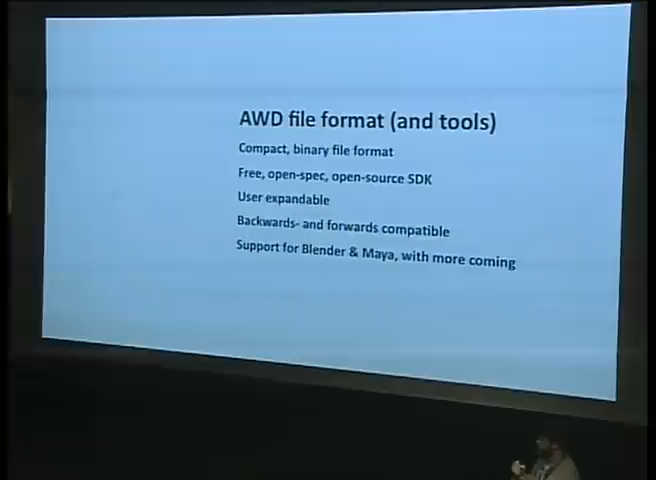 AWD file format (and tools)
Compact, binary file format
Free, open-spec, open-source SDK
User expandable
Backwards- and forwards compatible
Support for Blender & Maya, with more coming